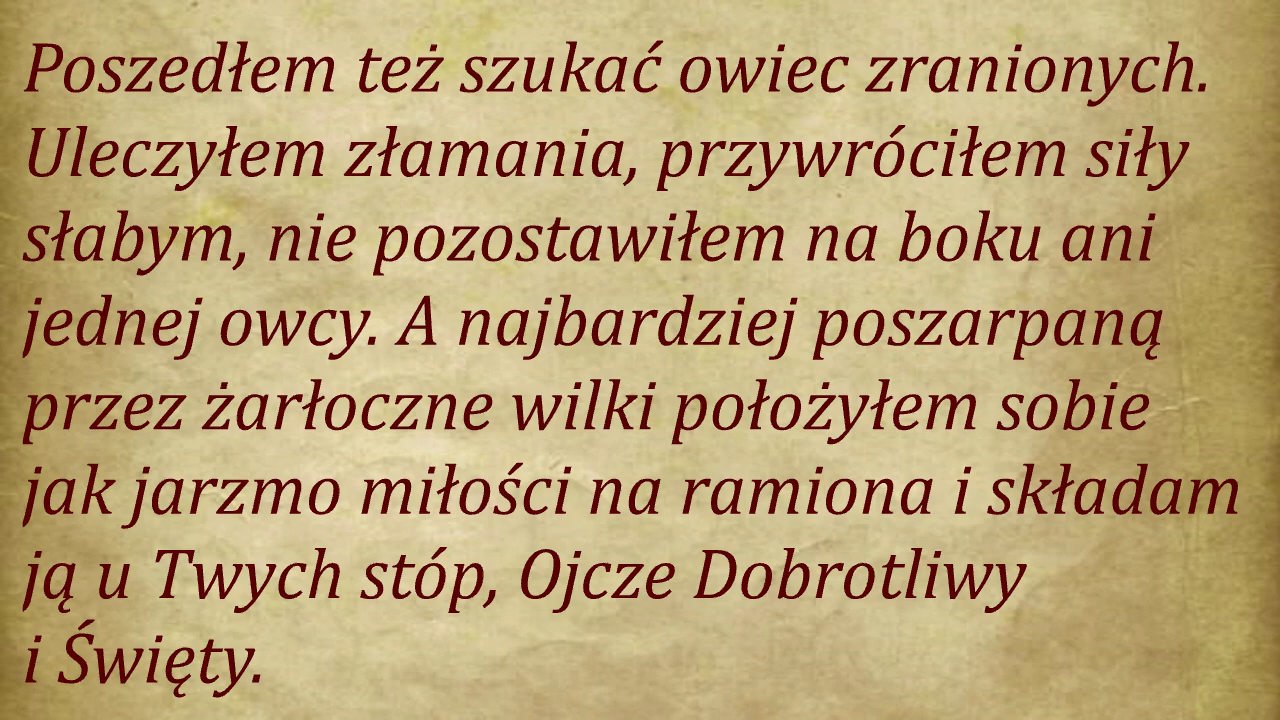 Poszedłem też szukać owiec zranionych.
Uleczyłem złamania, przywróciłem siły
słabym, nie pozostawiłem na boku ani
jednej owcy. A najbardziej poszarpaną
przez żarłoczne wilki położyłem sobie
jak jarzmo miłości na ramiona i składam
ją u Twych stóp, Ojcze Dobrotliwy
i Święty.